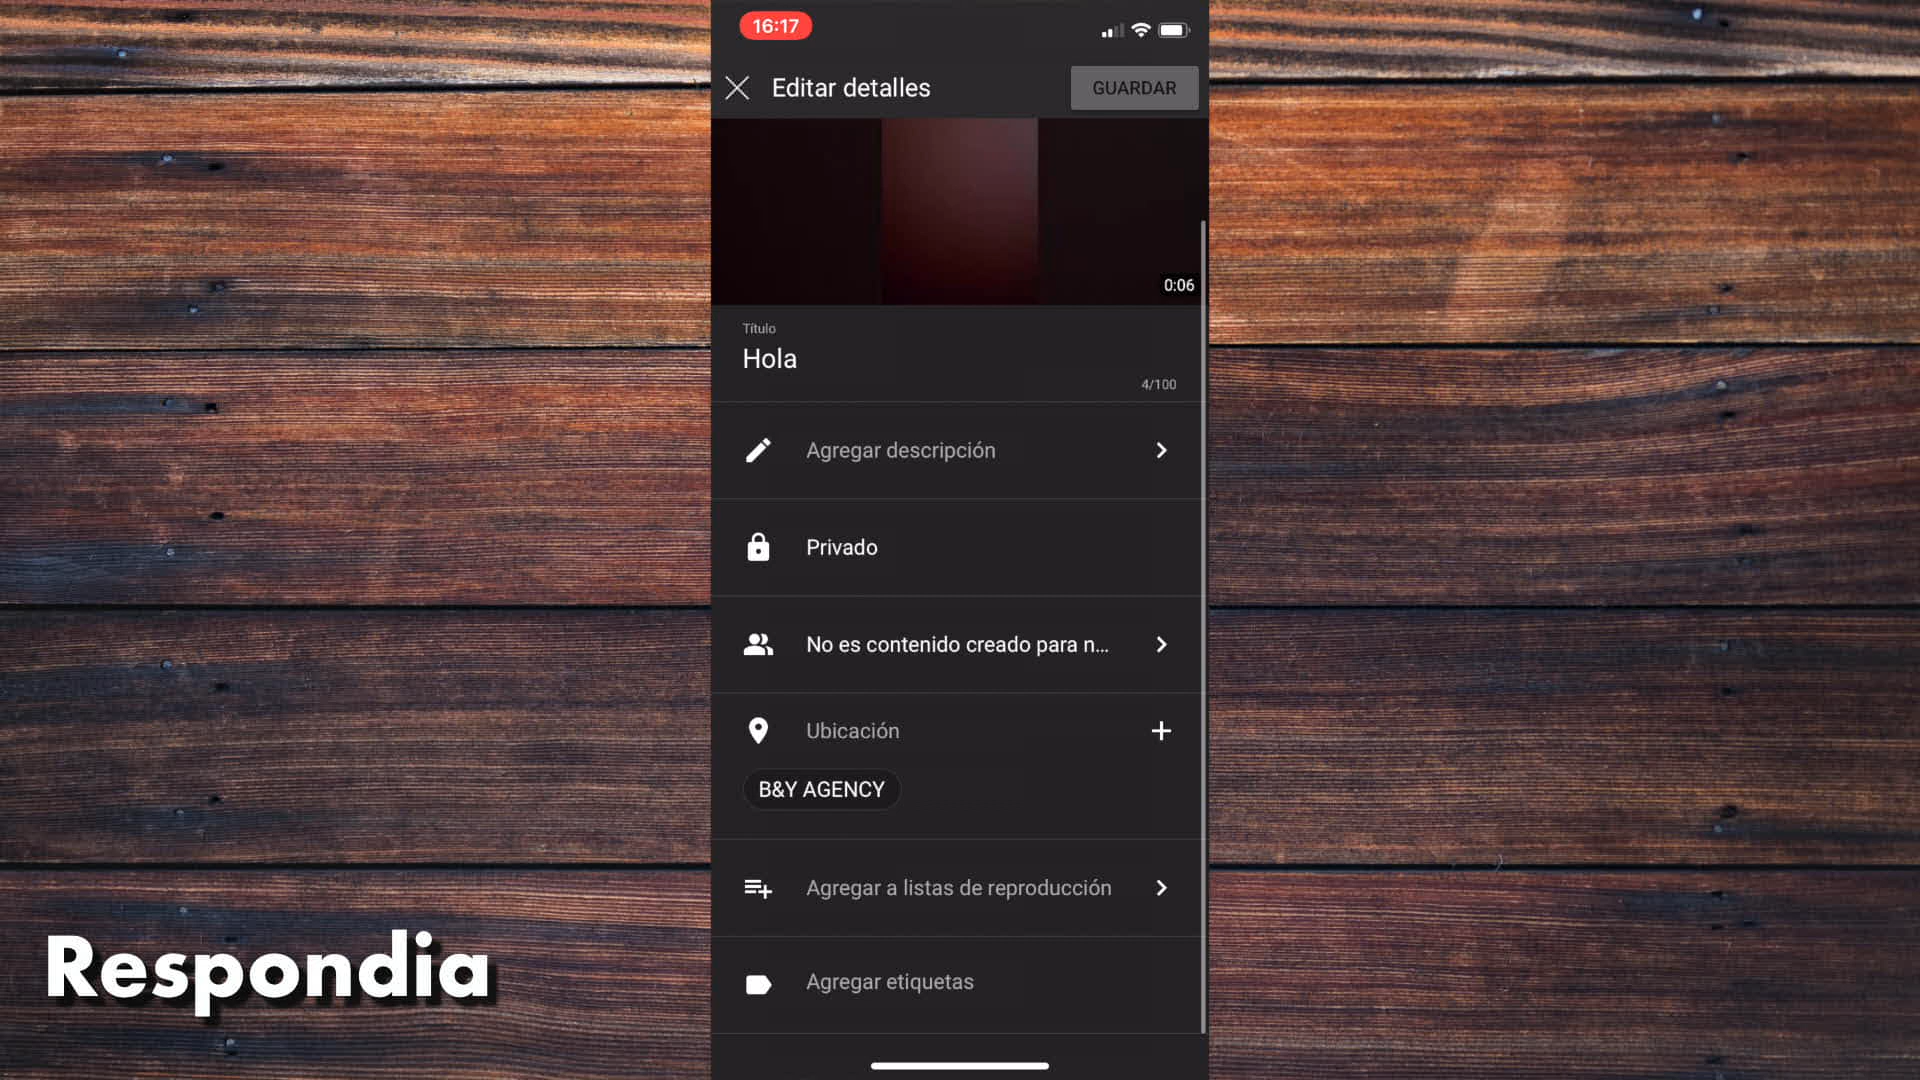 16:17
Editar detalles
GUARDAR
0:06
Título
Hola
4/100
Agregar descripción
Privado
No es contenido creado para n...
Ubicación
B&Y AGENCY
Agregar a listas de reproducción
Agregar etiquetas
Respondia